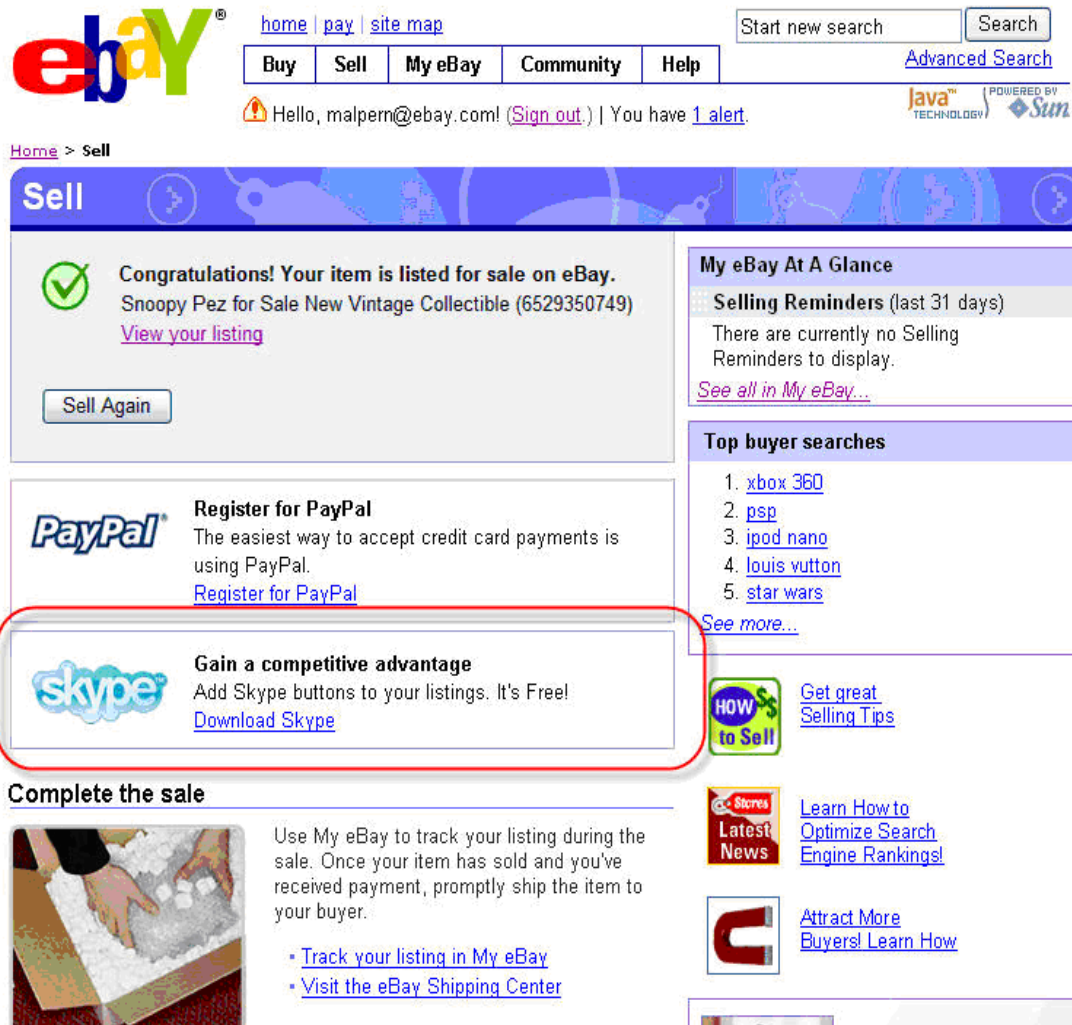 ebaY®
home | pay | site map
Start new search
Search
Buy
Sell
My eBay
Community
Help
Advanced Search
Hello, malpern@ebay.com! (Sign out.) | You have 1 alert.
Java™ TECHNOLOGY
POWERED BY Sun
Home > Sell
Sell
Congratulations! Your item is listed for sale on eBay.
Snoopy Pez for Sale New Vintage Collectible (6529350749)
View your listing
Sell Again
PayPal®
Register for PayPal
The easiest way to accept credit card payments is
using PayPal.
Register for PayPal
skype
Gain a competitive advantage
Add Skype buttons to your listings. It's Free!
Download Skype
Complete the sale
Use My eBay to track your listing during the
sale. Once your item has sold and you've
received payment, promptly ship the item to
your buyer.
Track your listing in My eBay
Visit the eBay Shipping Center
My eBay At A Glance
Selling Reminders (last 31 days)
There are currently no Selling
Reminders to display.
See all in My eBay...
Top buyer searches
1. xbox 360
2. psp
3. ipod nano
4. louis vutton
5. star wars
See more...
HOW $$
to Sell
Get great
Selling Tips
Stores
Latest
News
Learn How to
Optimize Search
Engine Rankings!
Attract More
Buyers! Learn How